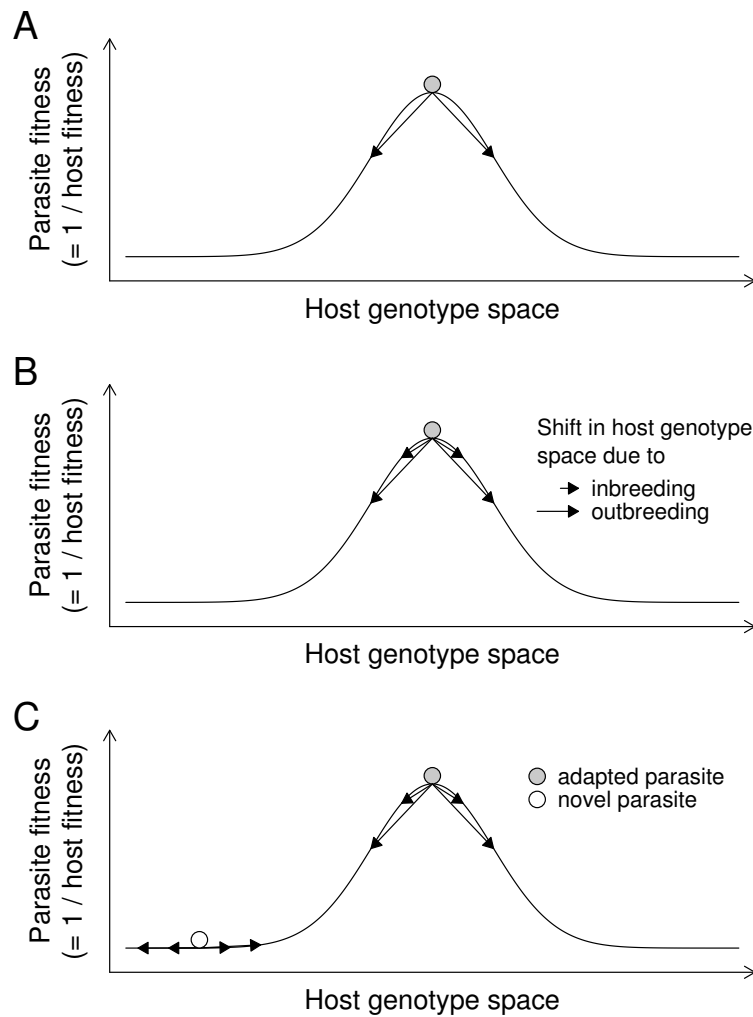 A
Parasite fitness
(= 1 / host fitness)
Host genotype space
B
Parasite fitness
(= 1 / host fitness)
Shift in host genotype
space due to
inbreeding
outbreeding
Host genotype space
C
Parasite fitness
(= 1 / host fitness)
adapted parasite
novel parasite
Host genotype space